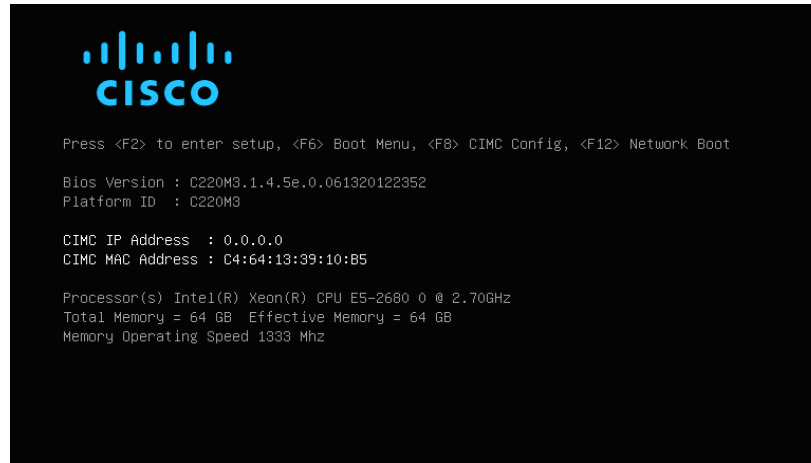 CISCO
Press <F2> to enter setup, <F6> Boot Menu, <F8> CIMC Config, <F12> Network Boot
Bios Version : C220M3.1.4.5e.0.061320122352
Platform ID  : C220M3
CIMC IP Address  : 0.0.0.0
CIMC MAC Address : C4:64:13:39:10:B5
Processor(s) Intel(R) Xeon(R) CPU E5-2680 0 @ 2.70GHz
Total Memory = 64 GB  Effective Memory = 64 GB
Memory Operating Speed 1333 Mhz